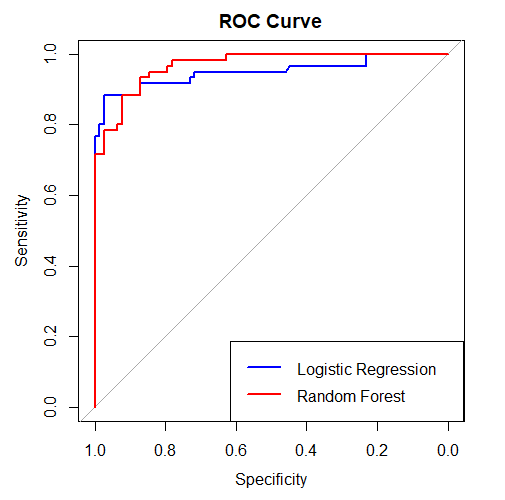 ROC Curve
1.0
0.8
0.6
0.4
0.2
0.0
Sensitivity
Logistic Regression
Random Forest
1.0 0.8 0.6 0.4 0.2 0.0
Specificity